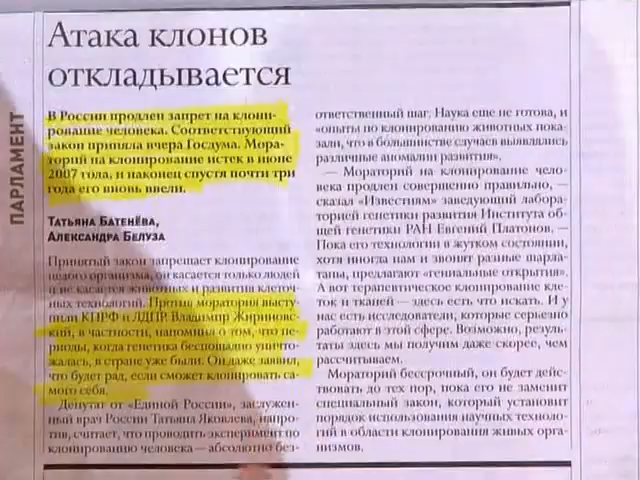 ПАРЛАМЕНТ
Атака клонов
откладывается
В России продлен запрет на клони-
рование человека. Соответствующий
закон приняла вчера Госдума. Мора-
торий на клонирование истек в июне
2007 года, и наконец спустя почти три
года его вновь ввели.
ТАТЬЯНА БАТЕНЁВА,
АЛЕКСАНДРА БЕЛУЗА
Принятый закон запрещает клонирование
целого организма, он касается только людей
и не касается животных и развития клеточ-
ных технологий. Против моратория высту-
пили КПРФ и ЛДПР. Владимир Жиринов-
ский, в частности, напомнил о том, что пе-
риоды, когда генетика беспощадно уничто-
жалась, в стране уже были. Он даже заявил,
что будет рад, если сможет клонировать са-
мого себя.
Депутат от «Единой России», заслужен-
ный врач России Татьяна Яковлева, напро-
тив, считает, что проводить эксперимент по
клонированию человека — абсолютно без-
ответственный шаг. Наука еще не готова, и
«опыты по клонированию животных пока-
зали, что в большинстве случаев выявлялись
различные аномалии развития».
— Мораторий на клонирование чело-
века продлен совершенно правильно, —
сказал «Известиям» заведующий лабора-
торией генетики развития Института об-
щей генетики РАН Евгений Платонов. —
Пока его технологии в жутком состоянии,
хотя иногда нам и звонят разные шарла-
таны, предлагают «гениальные открытия».
А вот терапевтическое клонирование кле-
ток и тканей — здесь есть что искать. И у
нас есть исследователи, которые серьезно
работают в этой сфере. Возможно, резуль-
таты здесь мы получим даже скорее, чем
рассчитываем.
Мораторий бессрочный, он будет дей-
ствовать до тех пор, пока его не заменит
специальный закон, который установит
порядок использования научных техноло-
гий в области клонирования живых орга-
низмов.